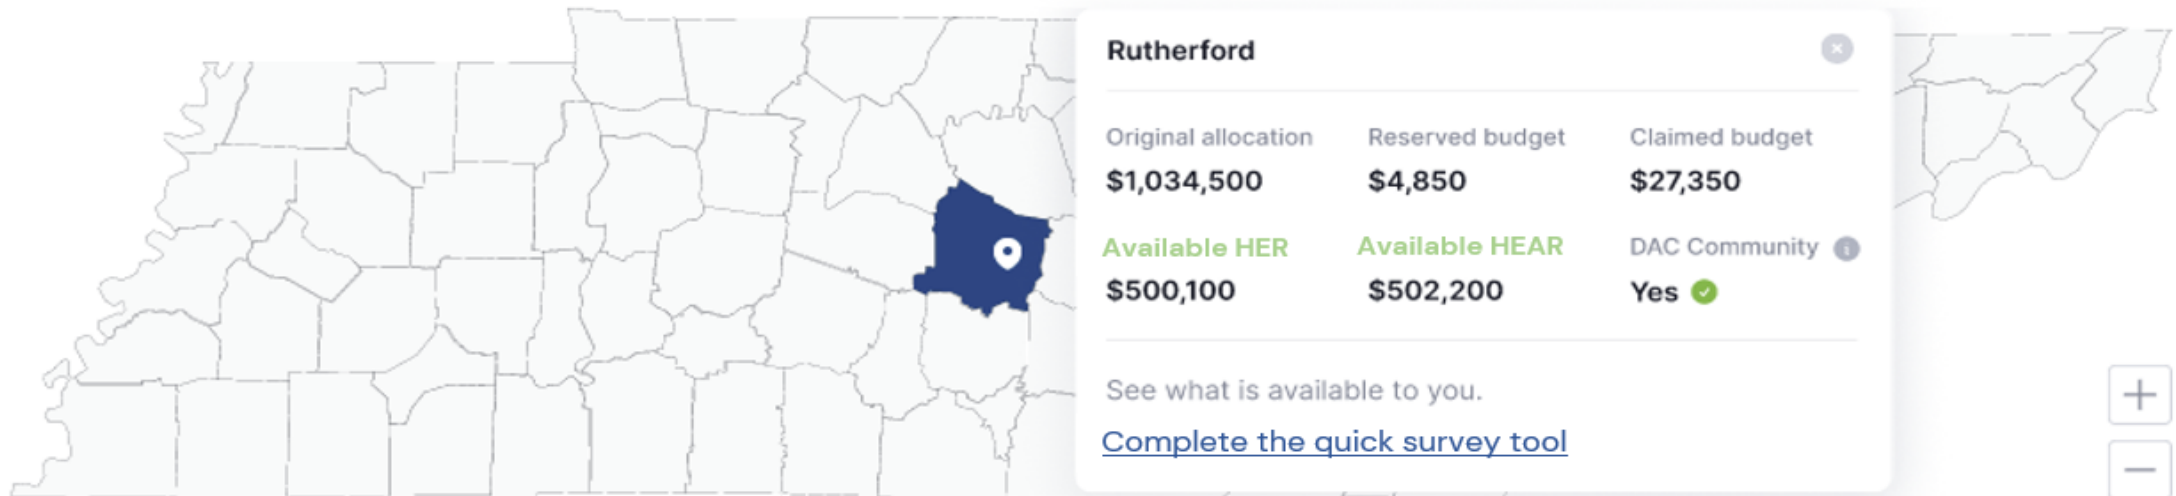 Rutherford
Original allocation Reserved budget Claimed budget
$1,034,500 $4,850 $27,350
Available HER Available HEAR DAC Community
$500,100 $502,200 Yes
See what is available to you.
Complete the quick survey tool